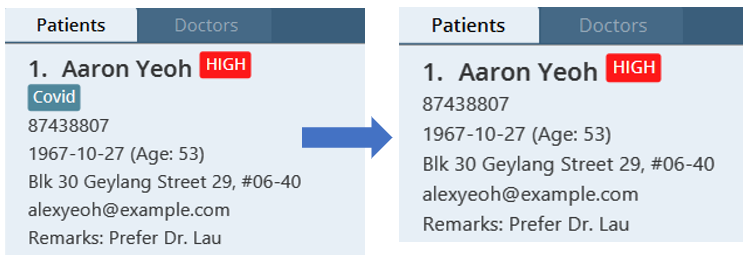 Patients Doctors
1. Aaron Yeoh HIGH
Covid
87438807
1967-10-27 (Age: 53)
Blk 30 Geylang Street 29, #06-40
alexyeoh@example.com
Remarks: Prefer Dr. Lau
Patients Doctors
1. Aaron Yeoh HIGH
87438807
1967-10-27 (Age: 53)
Blk 30 Geylang Street 29, #06-40
alexyeoh@example.com
Remarks: Prefer Dr. Lau